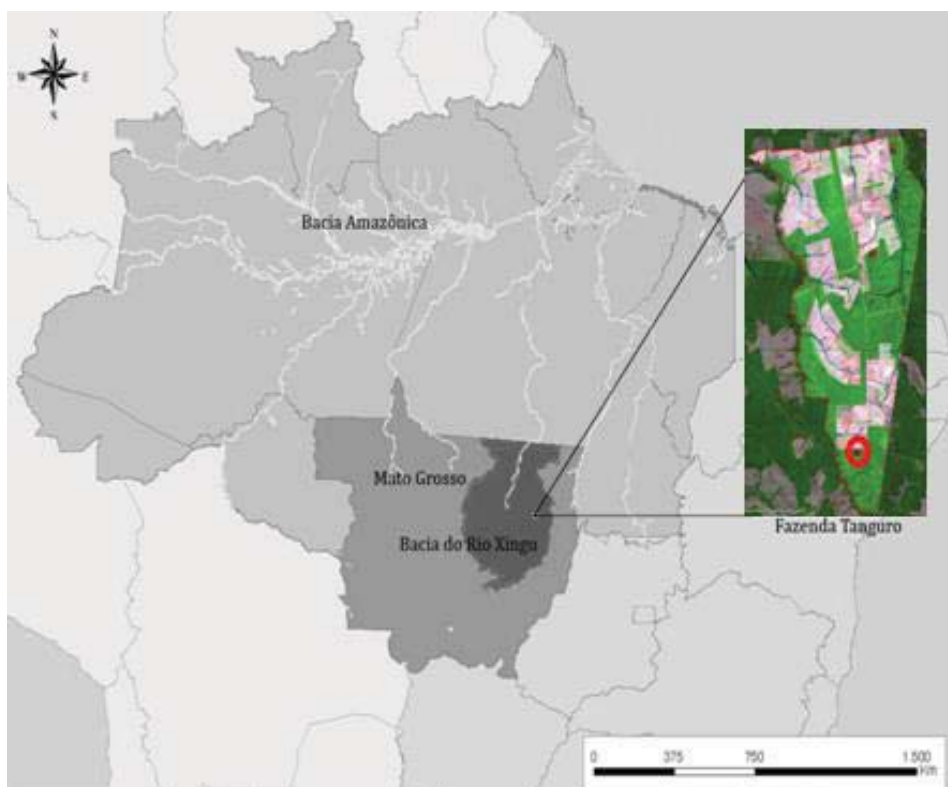 N
W E
S
Bacia Amazônica
Mato Grosso
Bacia do Rio Xingu
Fazenda Tanguro
0 375 750 1.500
Km